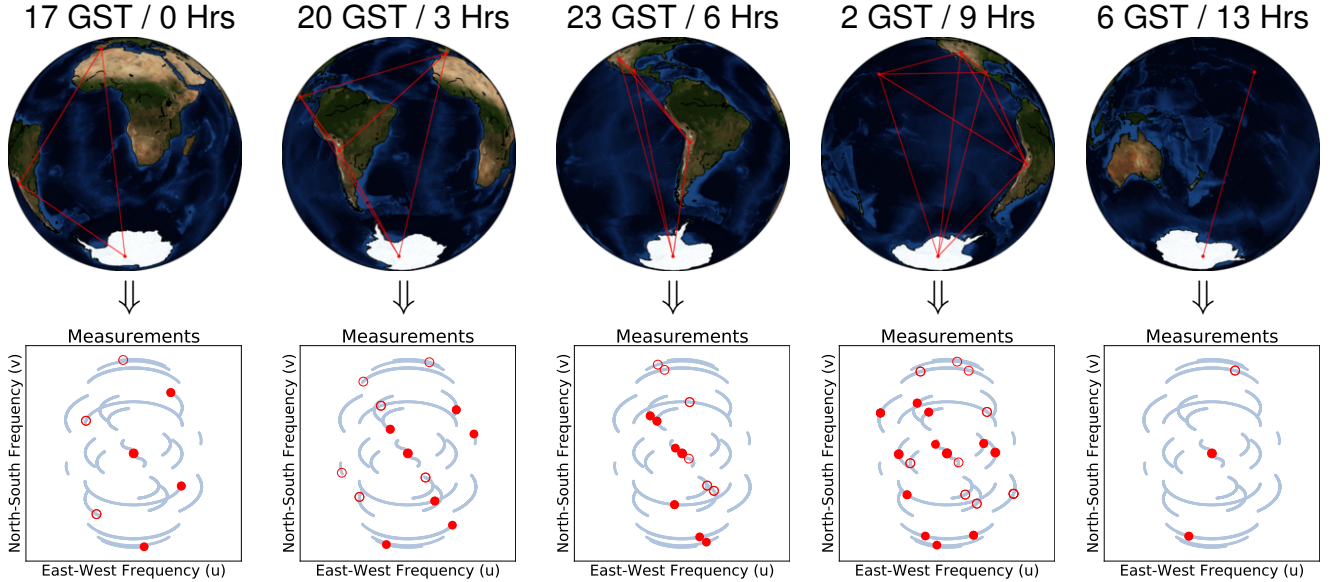 17 GST / 0 Hrs
20 GST / 3 Hrs
23 GST / 6 Hrs
2 GST / 9 Hrs
6 GST / 13 Hrs
Measurements
Measurements
Measurements
Measurements
Measurements
North-South Frequency (v)
North-South Frequency (v)
North-South Frequency (v)
North-South Frequency (v)
North-South Frequency (v)
East-West Frequency (u)
East-West Frequency (u)
East-West Frequency (u)
East-West Frequency (u)
East-West Frequency (u)